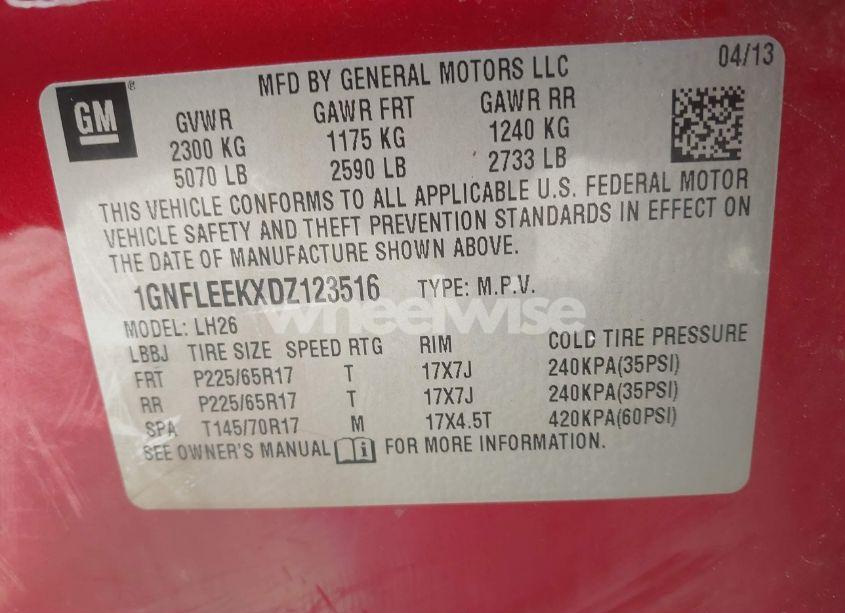 04/13
MFD BY GENERAL MOTORS LLC
GM®
GVWR GAWR FRT GAWR RR
2300 KG 1175 KG 1240 KG
5070 LB 2590 LB 2733 LB
THIS VEHICLE CONFORMS TO ALL APPLICABLE U.S. FEDERAL MOTOR
VEHICLE SAFETY AND THEFT PREVENTION STANDARDS IN EFFECT ON
THE DATE OF MANUFACTURE SHOWN ABOVE.
1GNFLEEKXDZ123516 TYPE: M.P.V.
wheelwise
MODEL: LH26
LBBJ TIRE SIZE SPEED RTG RIM COLD TIRE PRESSURE
FRT P225/65R17 T 17X7J 240KPA(35PSI)
RR P225/65R17 T 17X7J 240KPA(35PSI)
SPA T145/70R17 M 17X4.5T 420KPA(60PSI)
SEE OWNER'S MANUAL i FOR MORE INFORMATION.